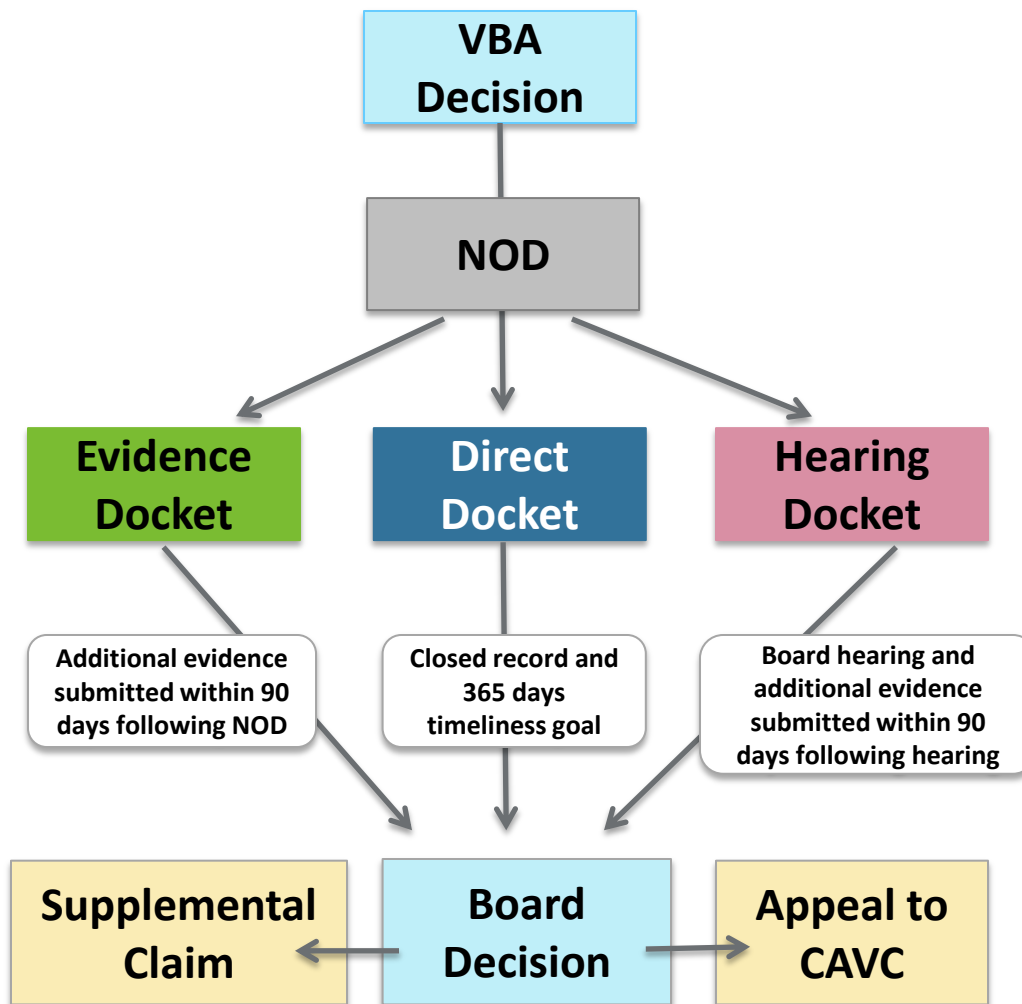 VBA
Decision
NOD
Evidence
Docket
Direct
Docket
Hearing
Docket
Additional evidence
submitted within 90
days following NOD
Closed record and
365 days
timeliness goal
Board hearing and
additional evidence
submitted within 90
days following hearing
Supplemental
Claim
Board
Decision
Appeal to
CAVC